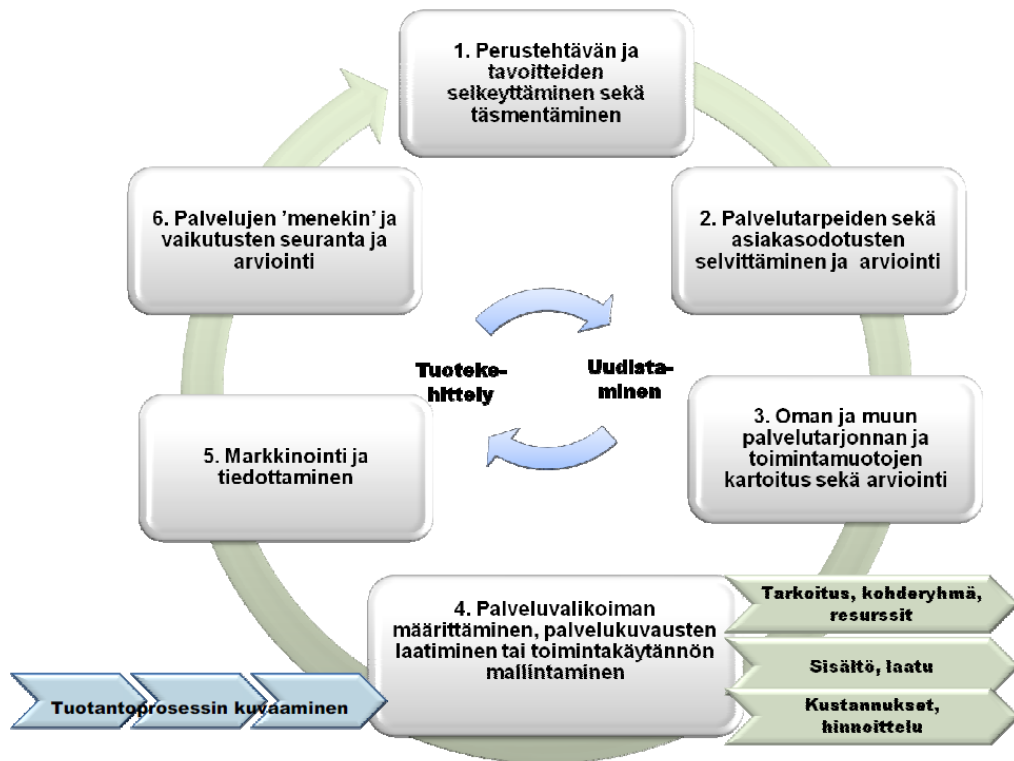 1. Perustehtävän ja
tavoitteiden
selkeyttäminen sekä
täsmentäminen
2. Palvelutarpeiden sekä
asiakasodotusten
selvittäminen ja arviointi
3. Oman ja muun
palvelutarjonnan ja
toimintamuotojen
kartoitus sekä arviointi
4. Palveluvalikoiman
määrittäminen, palvelukuvausten
laatiminen tai toimintakäytännön
mallintaminen
Tarkoitus, kohderyhmä,
resurssit
Sisältö, laatu
Kustannukset,
hinnoittelu
Tuotantoprosessin kuvaaminen
5. Markkinointi ja
tiedottaminen
6. Palvelujen ’menekin’ ja
vaikutusten seuranta ja
arviointi
Tuoteke-
hittely
Uudista-
minen